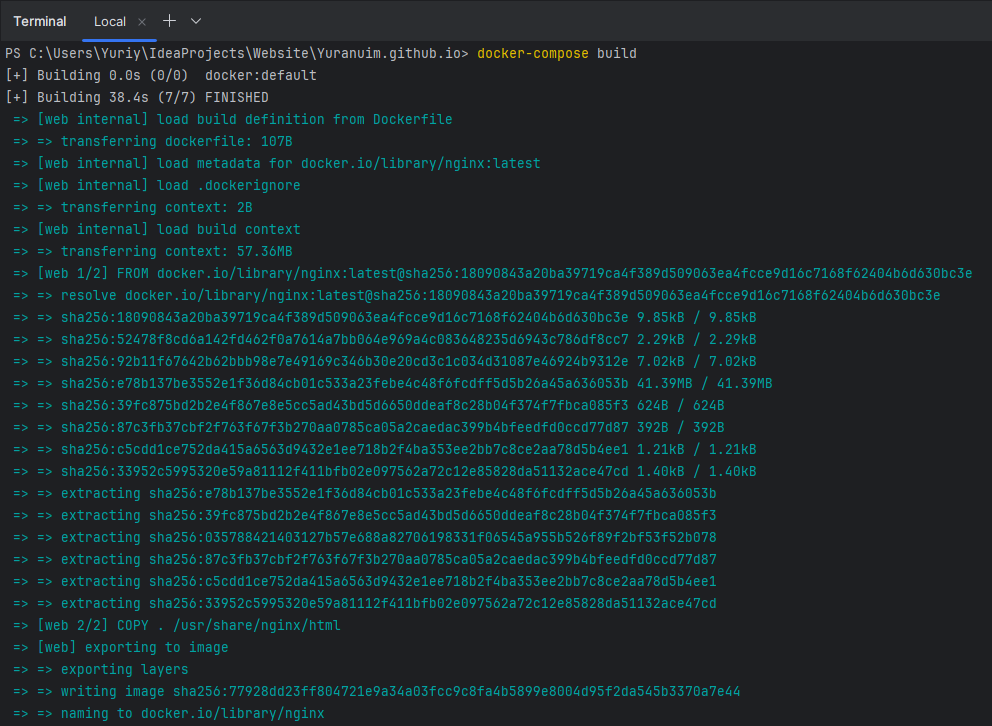 Terminal Local × +
PS C:\Users\Yuriy\IdeaProjects\Website\Yuranuim.github.io> docker-compose build
[+] Building 0.0s (0/0)  docker:default
[+] Building 38.4s (7/7) FINISHED
=> [web internal] load build definition from Dockerfile
=> => transferring dockerfile: 107B
=> [web internal] load metadata for docker.io/library/nginx:latest
=> [web internal] load .dockerignore
=> => transferring context: 2B
=> [web internal] load build context
=> => transferring context: 57.36MB
=> [web 1/2] FROM docker.io/library/nginx:latest@sha256:18090843a20ba39719ca4f389d509063ea4fcce9d16c7168f62404b6d630bc3e
=> => resolve docker.io/library/nginx:latest@sha256:18090843a20ba39719ca4f389d509063ea4fcce9d16c7168f62404b6d630bc3e
=> => sha256:18090843a20ba39719ca4f389d509063ea4fcce9d16c7168f62404b6d630bc3e 9.85kB / 9.85kB
=> => sha256:52478f8cd6a142fd462f0a7614a7bb064e969a4c083648235d6943c786df8cc7 2.29kB / 2.29kB
=> => sha256:92b11f67642b62bbb98e7e49169c346b30e20cd3c1c034d31087e46924b9312e 7.02kB / 7.02kB
=> => sha256:e78b137be3552e1f36d84cb01c533a23febe4c48f6fcdff5d5b26a45a636053b 41.39MB / 41.39MB
=> => sha256:39fc875bd2b2e4f867e8e5cc5ad43bd5d6650ddeaf8c28b04f374f7fbca085f3 624B / 624B
=> => sha256:87c3fb37cbf2f763f67f3b270aa0785ca05a2caedac399b4bfeedfd0ccd77d87 392B / 392B
=> => sha256:c5cdd1ce752da415a6563d9432e1ee718b2f4ba353ee2bb7c8ce2aa78d5b4ee1 1.21kB / 1.21kB
=> => sha256:33952c5995320e59a81112f411bfb02e097562a72c12e85828da51132ace47cd 1.40kB / 1.40kB
=> => extracting sha256:e78b137be3552e1f36d84cb01c533a23febe4c48f6fcdff5d5b26a45a636053b
=> => extracting sha256:39fc875bd2b2e4f867e8e5cc5ad43bd5d6650ddeaf8c28b04f374f7fbca085f3
=> => extracting sha256:035788421403127b57e688a82706198331f06545a955b526f89f2bf53f52b078
=> => extracting sha256:87c3fb37cbf2f763f67f3b270aa0785ca05a2caedac399b4bfeedfd0ccd77d87
=> => extracting sha256:c5cdd1ce752da415a6563d9432e1ee718b2f4ba353ee2bb7c8ce2aa78d5b4ee1
=> => extracting sha256:33952c5995320e59a81112f411bfb02e097562a72c12e85828da51132ace47cd
=> [web 2/2] COPY . /usr/share/nginx/html
=> [web] exporting to image
=> => exporting layers
=> => writing image sha256:77928dd23ff804721e9a34a03fcc9c8fa4b5899e8004d95f2da545b3370a7e44
=> => naming to docker.io/library/nginx